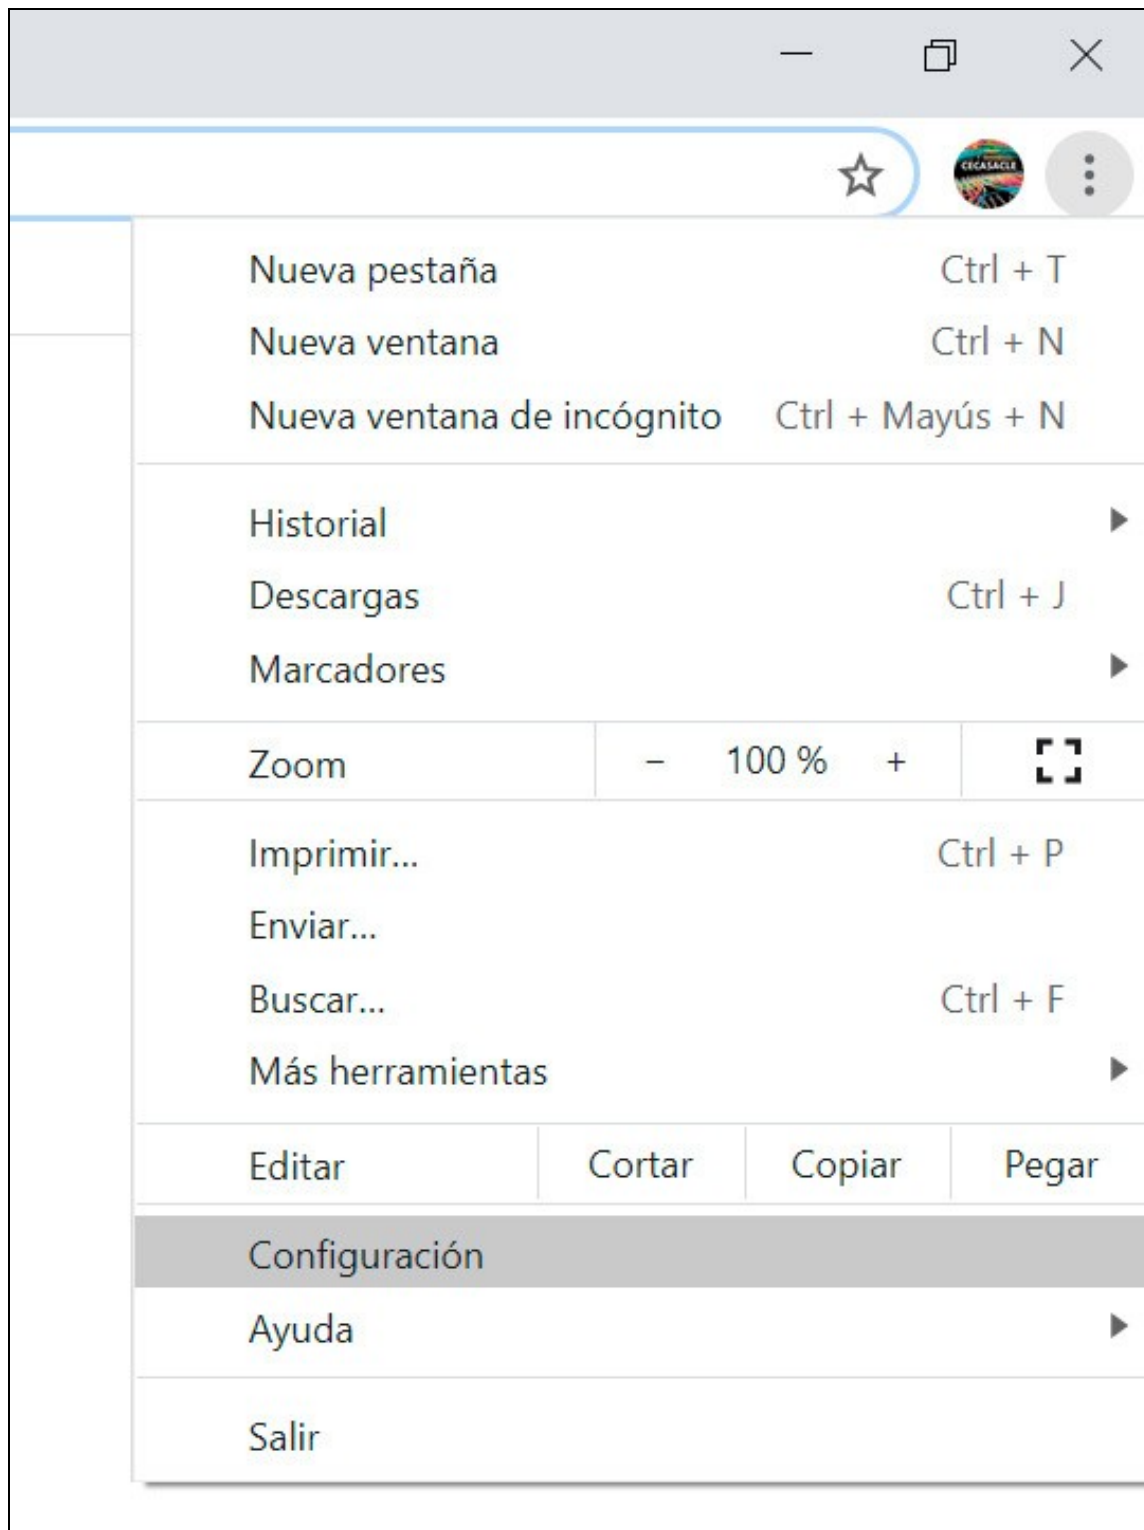 CECASACLE
Nueva pestaña Ctrl + T
Nueva ventana Ctrl + N
Nueva ventana de incógnito Ctrl + Mayús + N
Historial
Descargas Ctrl + J
Marcadores
Zoom − 100 % +
Imprimir... Ctrl + P
Enviar...
Buscar... Ctrl + F
Más herramientas
Editar Cortar Copiar Pegar
Configuración
Ayuda
Salir